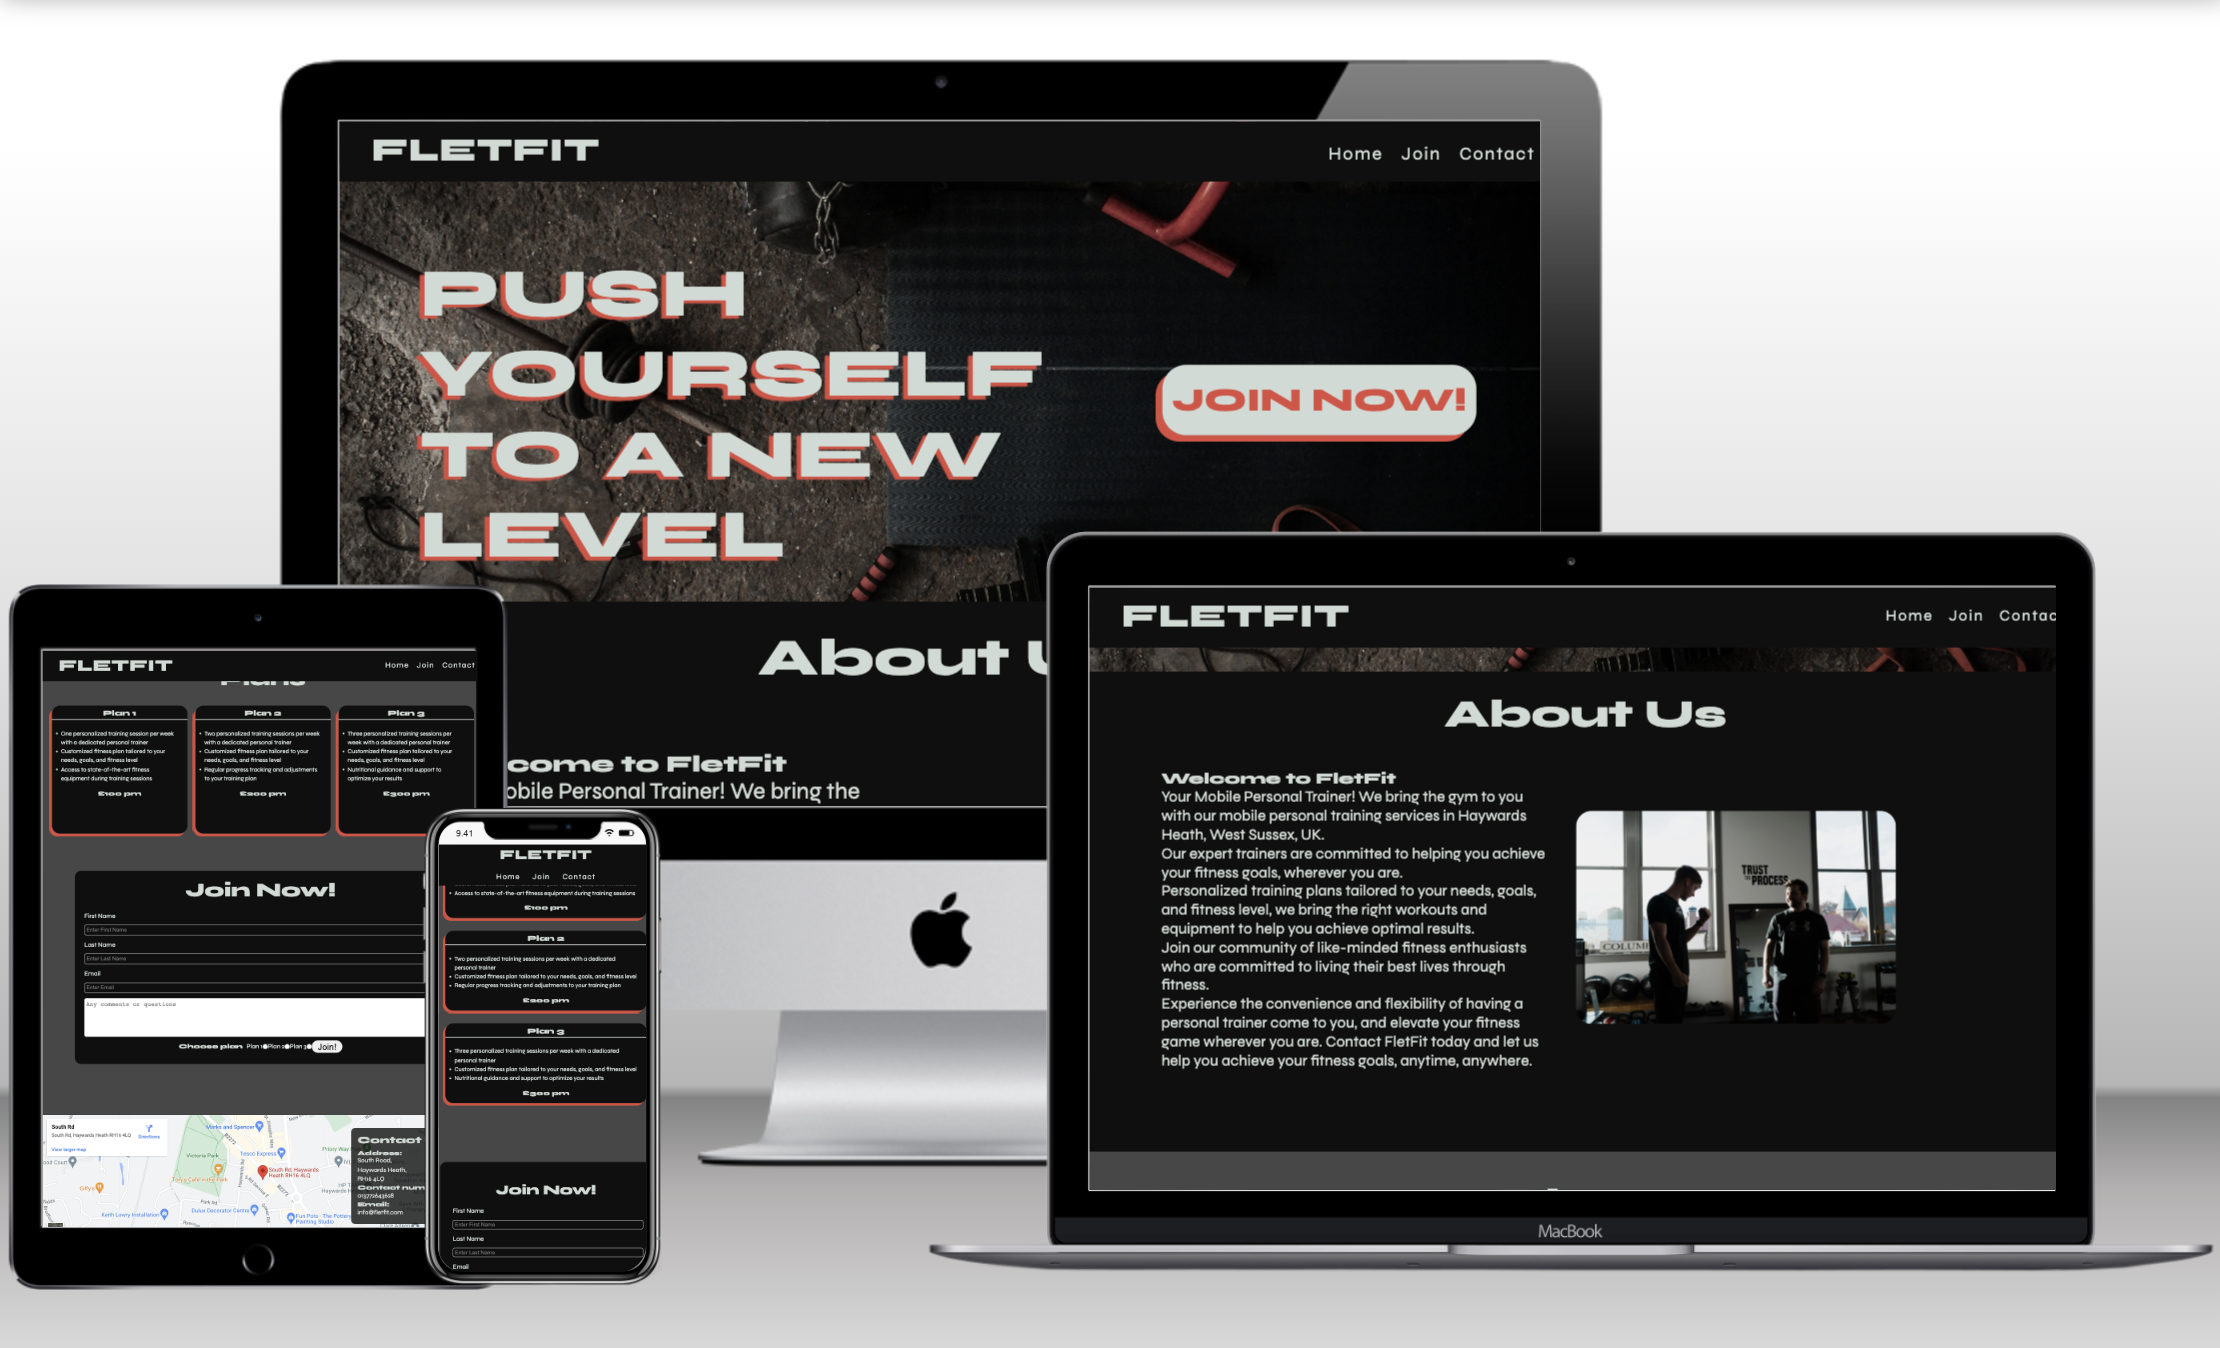 FLETFIT
Home Join Contact
PUSH
YOURSELF
TO A NEW
LEVEL
JOIN NOW!
About U
come to FletFit
obile Personal Trainer! We bring the
FLETFIT
Home Join Contac
About Us
Welcome to FletFit
Your Mobile Personal Trainer! We bring the gym to you
with our mobile personal training services in Haywards
Heath, West Sussex, UK.
Our expert trainers are committed to helping you achieve
your fitness goals, wherever you are.
Personalized training plans tailored to your needs, goals,
and fitness level, we bring the right workouts and
equipment to help you achieve optimal results.
Join our community of like-minded fitness enthusiasts
who are committed to living their best lives through
fitness.
Experience the convenience and flexibility of having a
personal trainer come to you, and elevate your fitness
game wherever you are. Contact FletFit today and let us
help you achieve your fitness goals, anytime, anywhere.
TRUST
THE PROCESS
COLUM
MacBook
FLETFIT
Home Join Contact
Plans
Plan 1
One personalized training session per week
with a dedicated personal trainer
Customized fitness plan tailored to your
needs, goals, and fitness level
Access to state-of-the-art fitness
equipment during training sessions
£100 pm
Plan 2
Two personalized training sessions per week
with a dedicated personal trainer
Customized fitness plan tailored to your
needs, goals, and fitness level
Regular progress tracking and adjustments
to your training plan
£200 pm
Plan 3
Three personalized training sessions per
week with a dedicated personal trainer
Customized fitness plan tailored to your
needs, goals, and fitness level
Nutritional guidance and support to
optimize your results
£300 pm
Join Now!
First Name
Enter First Name
Last Name
Enter Last Name
Email
Enter Email
Any comments or questions
Choose plan Plan 1 Plan 2 Plan 3 Join!
South Rd
South Rd, Haywards Heath RH16 4LQ
Directions
View larger map
Marks and Spencer
Tesco Express
Victoria Park
Priory Way
South Rd, Haywards
Heath RH16 4LQ
Gilly's
Park Rd
Keith Lowry Installation
Dulux Decorator Centre
Fun Pots - The Pottery
Painting Studio
Contact
Address:
South Road,
Haywards Heath,
RH16 4LQ
Contact num
Email:
info@fletfit.com
9.41
FLETFIT
Home Join Contact
Access to state-of-the-art fitness equipment during training sessions
£100 pm
Plan 2
Two personalized training sessions per week with a dedicated
personal trainer
Customized fitness plan tailored to your needs, goals, and fitness level
Regular progress tracking and adjustments to your training plan
£200 pm
Plan 3
Three personalized training sessions per week with a dedicated
personal trainer
Customized fitness plan tailored to your needs, goals, and fitness level
Nutritional guidance and support to optimize your results
£300 pm
Join Now!
First Name
Enter First Name
Last Name
Enter Last Name
Email